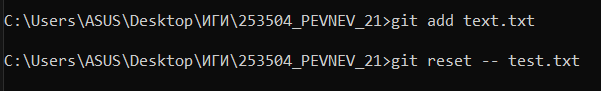 C:\Users\ASUS\Desktop\ИГИ\253504_PEVNEV_21>git add text.txt
C:\Users\ASUS\Desktop\ИГИ\253504_PEVNEV_21>git reset -- test.txt